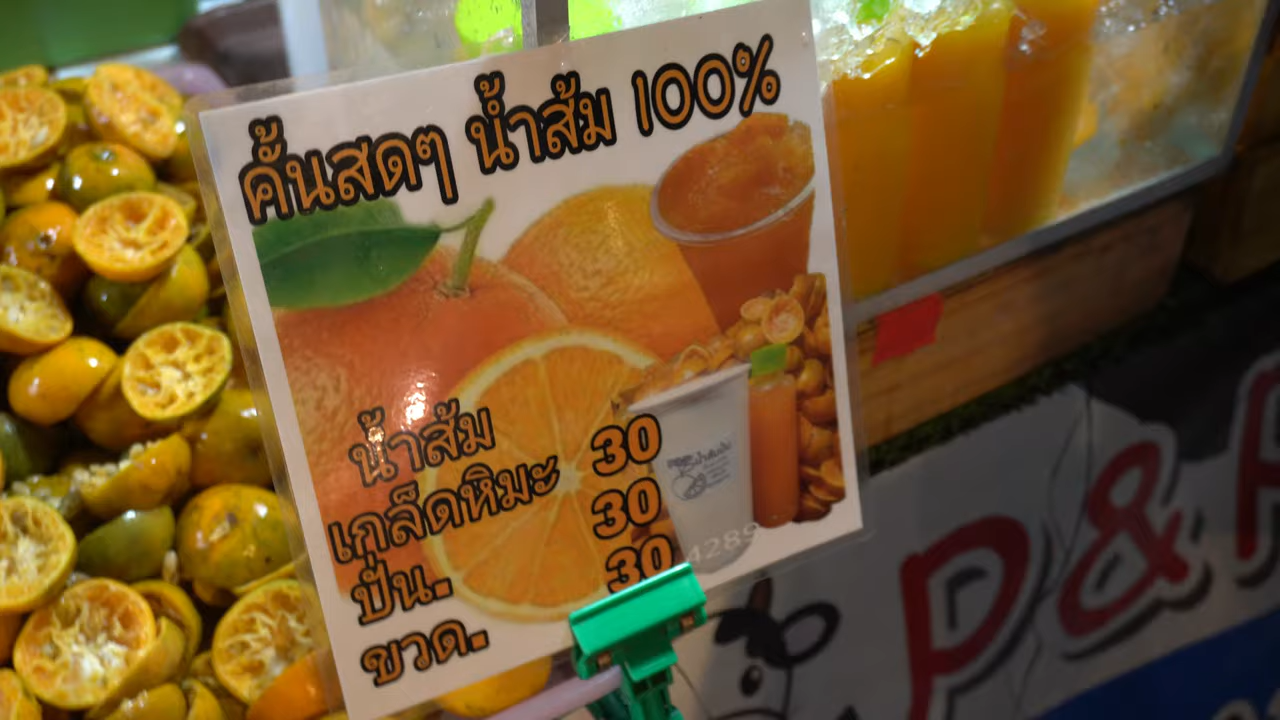 คั้นสดๆ น้ำส้ม 100%
น้ำส้ม
เกล็ดหิมะ 30
ปั่น. 30
ขวด. 30
4289
P&